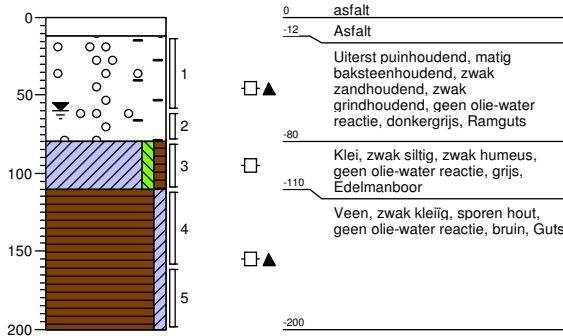 0
50
100
150
200
1
2
3
4
5
0 asfalt
-12 Asfalt
Uiterst puinhoudend, matig
baksteenhoudend, zwak
zandhoudend, zwak
grindhoudend, geen olie-water
reactie, donkergrijs, Ramguts
-80
Klei, zwak siltig, zwak humeus,
geen olie-water reactie, grijs,
Edelmanboor
-110
Veen, zwak kleiïg, sporen hout,
geen olie-water reactie, bruin, Guts
-200